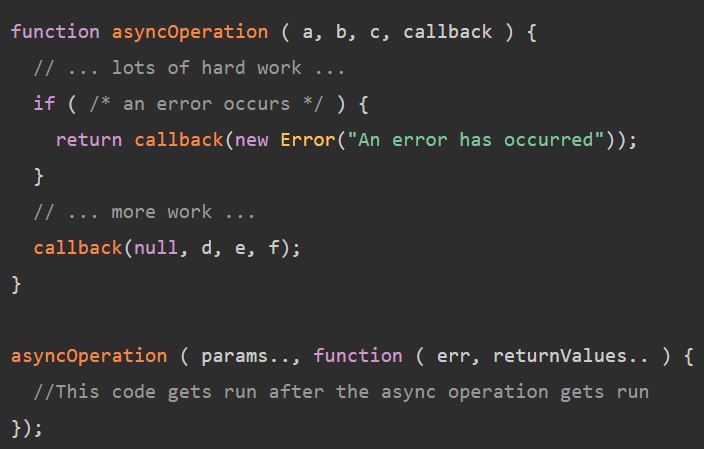 function asyncOperation ( a, b, c, callback ) {
  // ... lots of hard work ...
  if ( /* an error occurs */ ) {
    return callback(new Error("An error has occurred"));
  }
  // ... more work ...
  callback(null, d, e, f);
}

asyncOperation ( params.., function ( err, returnValues.. ) {
  //This code gets run after the async operation gets run
});